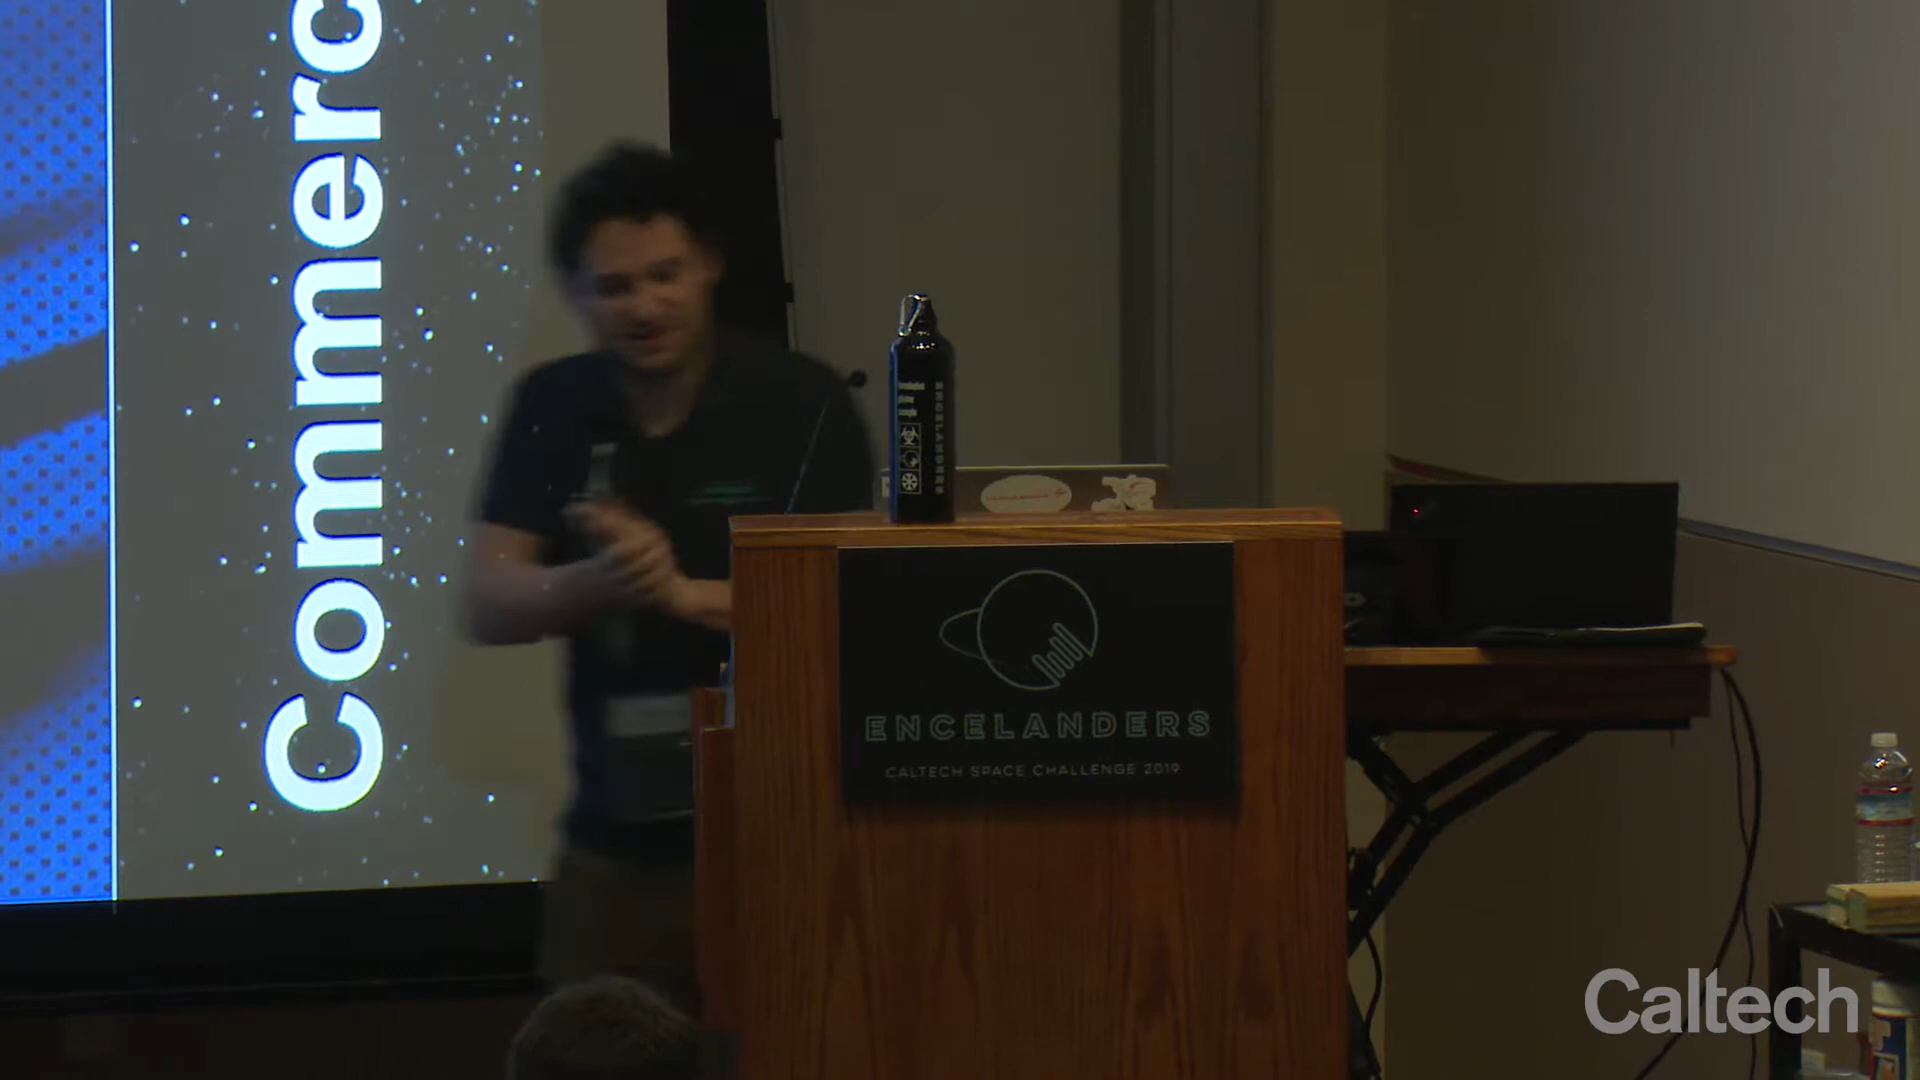 Commerc
ENCELANDERS
ENCELANDERS
CALTECH SPACE CHALLENGE 2019
Caltech